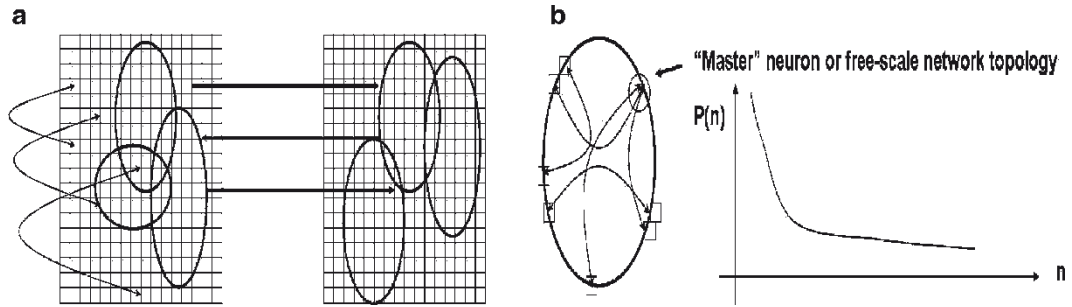 a
b
“Master” neuron or free-scale network topology
P(n)
n